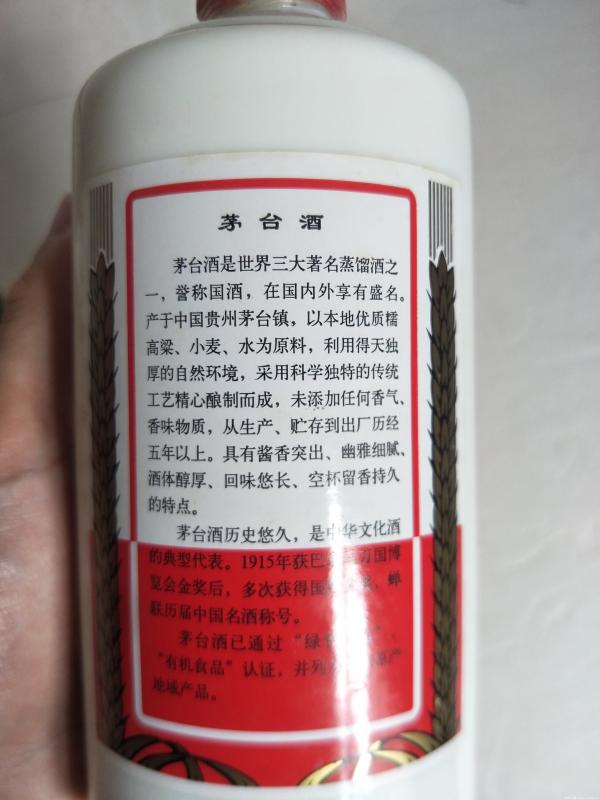 茅台酒
茅台酒是世界三大著名蒸馏酒之
一，誉称国酒，在国内外享有盛名。
产于中国贵州茅台镇，以本地优质糯
高粱、小麦、水为原料，利用得天独
厚的自然环境，采用科学独特的传统
工艺精心酿制而成，未添加任何香气、
香味物质，从生产、贮存到出厂历经
五年以上。具有酱香突出、幽雅细腻、
酒体醇厚、回味悠长、空杯留香持久
的特点。
茅台酒历史悠久，是中华文化酒
的典型代表。1915年获巴万国博
览会金奖后，多次获得国奖，蝉
联历届中国名酒称号。
茅台酒已通过“绿”、
“有机食品”认证，并列原产
地域产品。